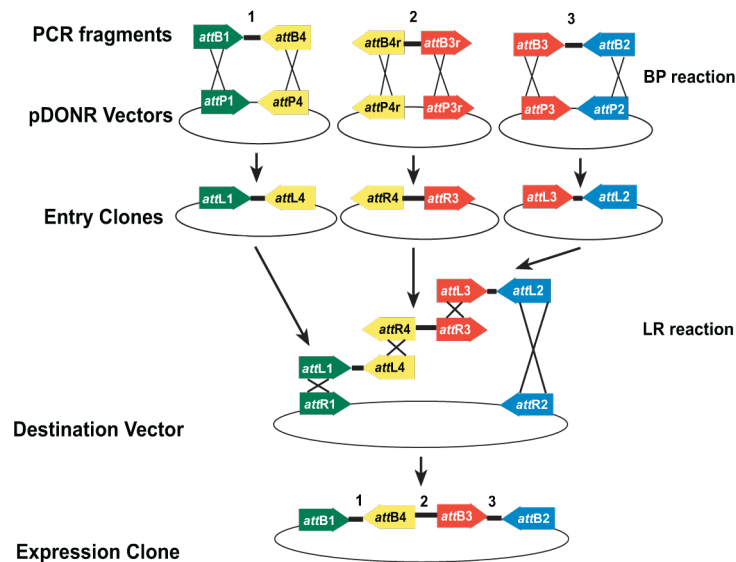 1 2 3
PCR fragments attB1 attB4 attB4r attB3r attB3 attB2
BP reaction
pDONR Vectors attP1 attP4 attP4r attP3r attP3 attP2
Entry Clones attL1 attL4 attR4 attR3 attL3 attL2
attL3 attL2
attR4 attR3 LR reaction
attL1 attL4
attR1 attR2
Destination Vector
1 2 3
attB1 attB4 attB3 attB2
Expression Clone